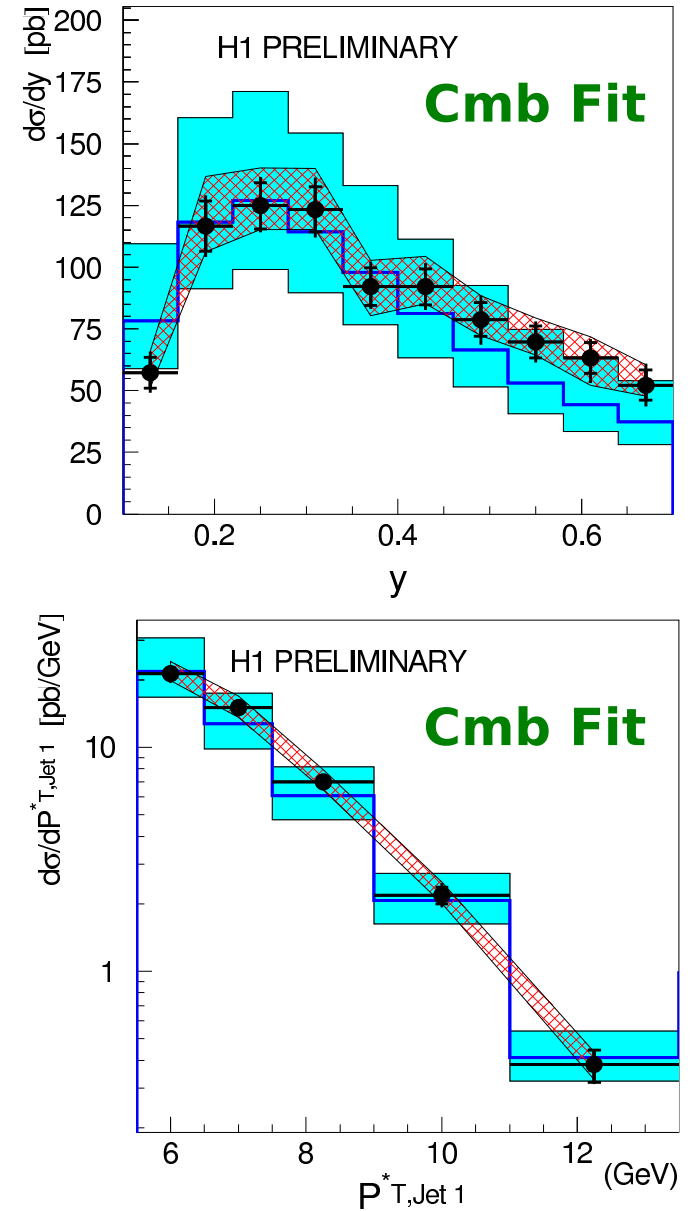 200
H1 PRELIMINARY
Cmb Fit
175
150
125
100
75
50
25
0
dσ/dy [pb]
0.2
0.4
0.6
y
H1 PRELIMINARY
Cmb Fit
10
1
dσ/dP*T,Jet 1 [pb/GeV]
6
8
10
12
(GeV)
P*T,Jet 1